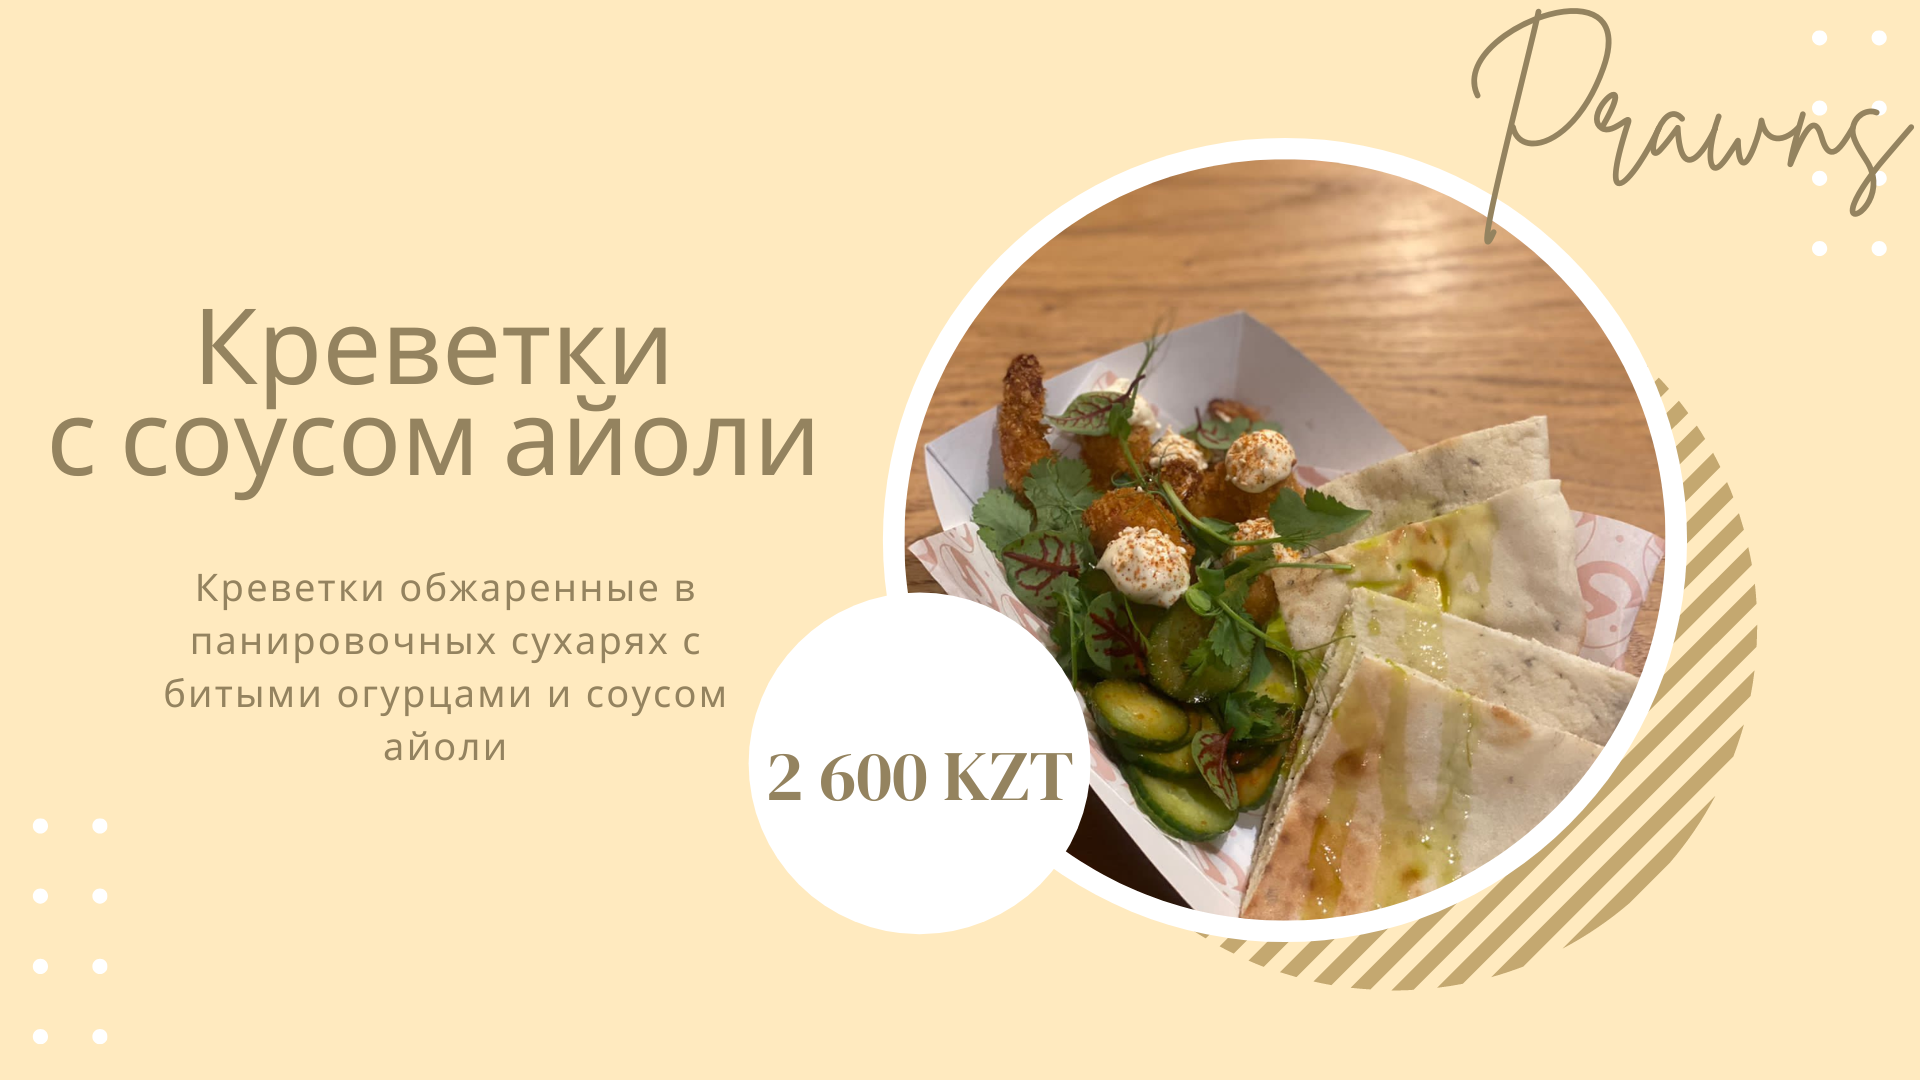 Prawns
Креветки
с соусом айоли
Креветки обжаренные в
панировочных сухарях с
битыми огурцами и соусом
айоли
2 600 KZT